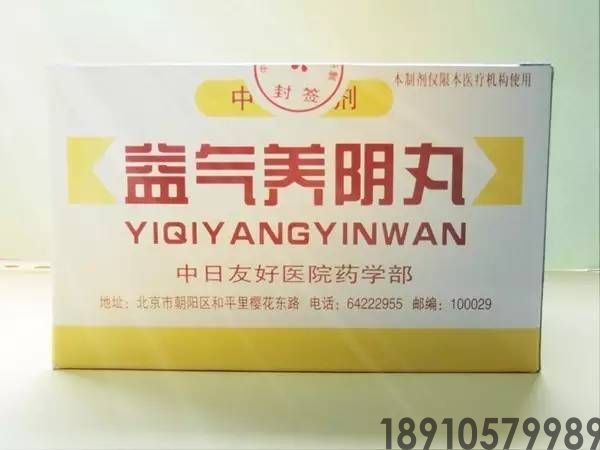 本制剂仅限本医疗机构使用
封签
中 剂
益气养阴丸
YIQIYANGYINWAN
中日友好医院药学部
地址：北京市朝阳区和平里樱花东路 电话：64222955 邮编：100029
18910579989